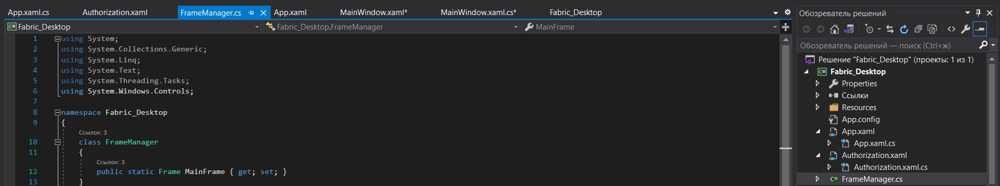 App.xaml.cs Authorization.xaml FrameManager.cs App.xaml MainWindow.xaml* MainWindow.xaml.cs* Fabric_Desktop
C# Fabric_Desktop Fabric_Desktop.FrameManager MainFrame
1 using System;
2 using System.Collections.Generic;
3 using System.Linq;
4 using System.Text;
5 using System.Threading.Tasks;
6 using System.Windows.Controls;
7
8 namespace Fabric_Desktop
9 {
Ссылок: 3
10 class FrameManager
11 {
Ссылок: 3
12 public static Frame MainFrame { get; set; }
13 }
Обозреватель решений
Обозреватель решений — поиск (Ctrl+ж)
Решение "Fabric_Desktop" (проекты: 1 из 1)
C# Fabric_Desktop
Properties
Ссылки
Resources
App.config
App.xaml
App.xaml.cs
Authorization.xaml
Authorization.xaml.cs
C# FrameManager.cs